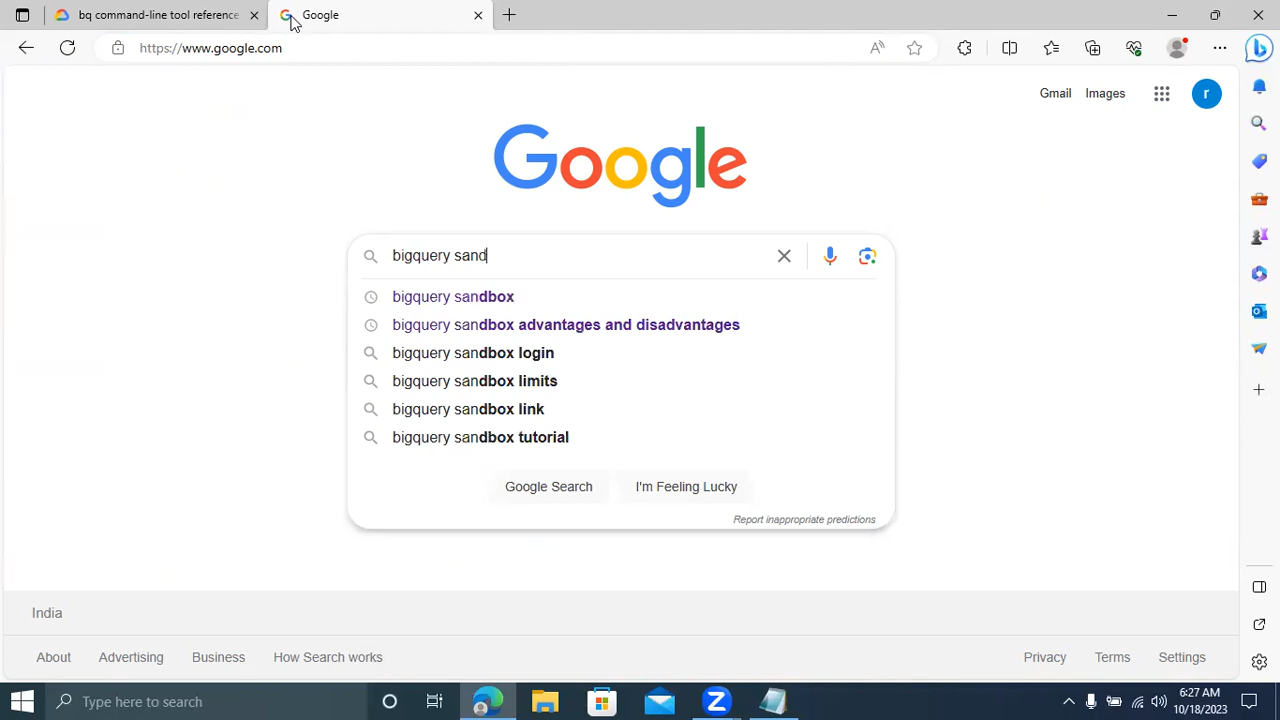 bq command-line tool reference
Google
https://www.google.com
Gmail
Images
r
Google
bigquery sand
bigquery sandbox
bigquery sandbox advantages and disadvantages
bigquery sandbox login
bigquery sandbox limits
bigquery sandbox link
bigquery sandbox tutorial
Google Search
I'm Feeling Lucky
Report inappropriate predictions
India
About
Advertising
Business
How Search works
Privacy
Terms
Settings
Type here to search
6:27 AM
10/18/2023